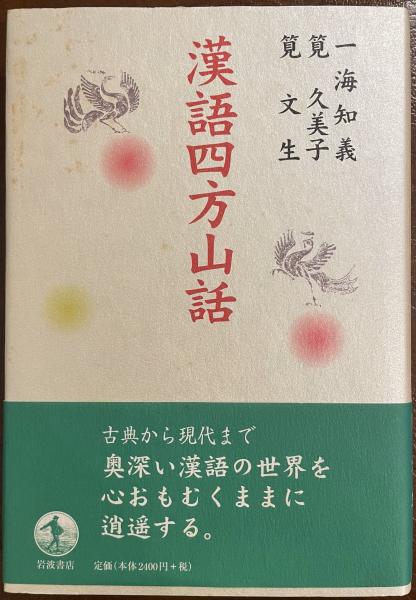 一海知義
筧 久美子
筧 文生
漢語四方山話
古典から現代まで
奥深い漢語の世界を
心おもむくままに
逍遥する。
岩波書店
定価(本体2400円+税)